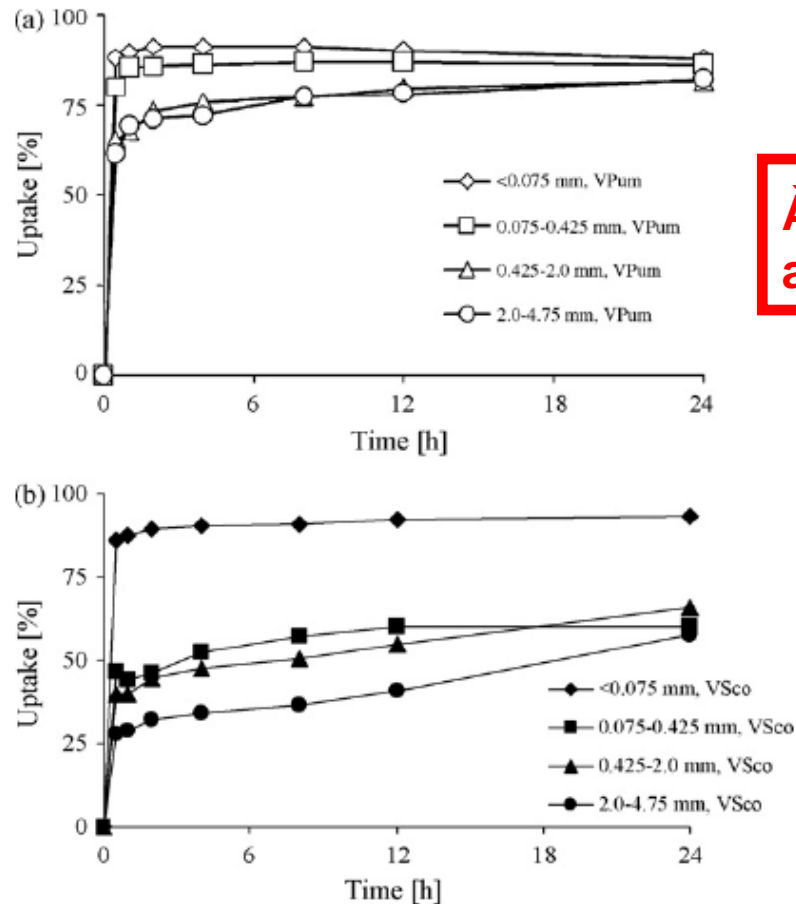 (a) 100
75
50
25
0
Uptake [%]
<0.075 mm, VPum
0.075-0.425 mm, VPum
0.425-2.0 mm, VPum
2.0-4.75 mm, VPum
0 6 12 18 24
Time [h]
À
a
(b) 100
75
50
25
0
Uptake [%]
<0.075 mm, VSco
0.075-0.425 mm, VSco
0.425-2.0 mm, VSco
2.0-4.75 mm, VSco
0 6 12 18 24
Time [h]